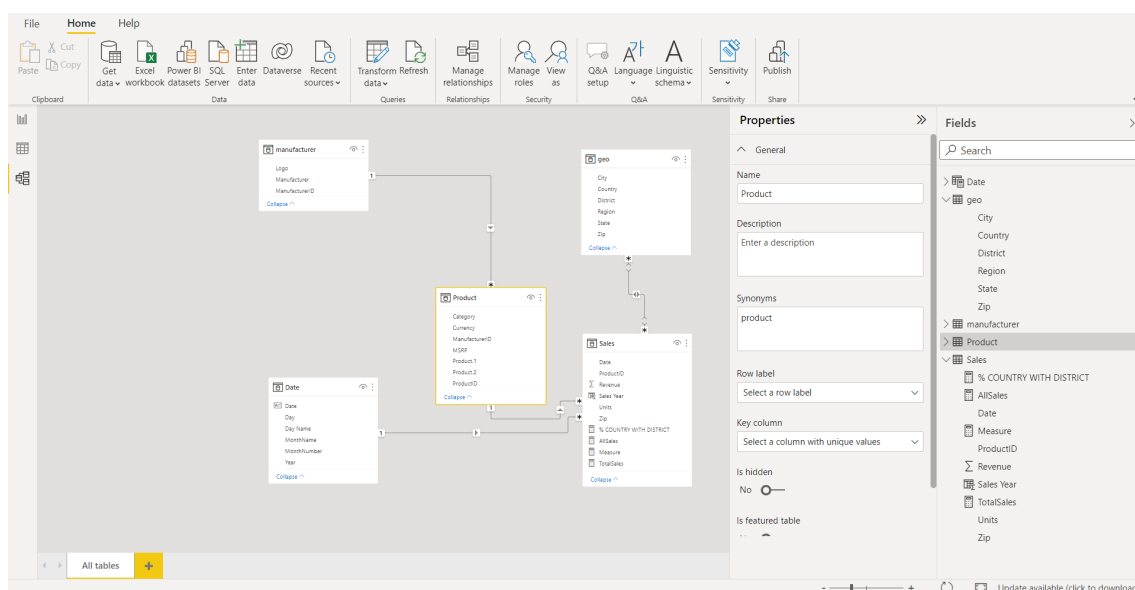 File Home Help
Paste
Cut
Copy
Get data
Excel workbook
Power BI datasets
SQL Server
Enter data
Dataverse
Recent sources
Transform data
Refresh
Manage relationships
Manage roles
View as
Q&A setup
Language
Linguistic schema
Sensitivity
Publish
Clipboard Data Queries Relationships Security Q&A Sensitivity Share
manufacturer
Logo
Manufacturer
ManufacturerID
Collapse
1
*
geo
City
Country
District
Region
State
Zip
Collapse
*
*
Product
Category
Currency
ManufacturerID
MSRP
Product.1
Product.2
ProductID
Collapse
1
*
Sales
Date
ProductID
Σ Revenue
Sales Year
Units
Zip
% COUNTRY WITH DISTRICT
AllSales
Measure
TotalSales
Collapse
Date
Date
Day
Day Name
MonthName
MonthNumber
Year
Collapse
1
*
All tables +
Properties
General
Name
Product
Description
Enter a description
Synonyms
product
Row label
Select a row label
Key column
Select a column with unique values
Is hidden
No
Is featured table
Fields
Search
Date
geo
City
Country
District
Region
State
Zip
manufacturer
Product
Sales
% COUNTRY WITH DISTRICT
AllSales
Date
Measure
ProductID
Σ Revenue
Sales Year
TotalSales
Units
Zip
- +
Update available (click to download